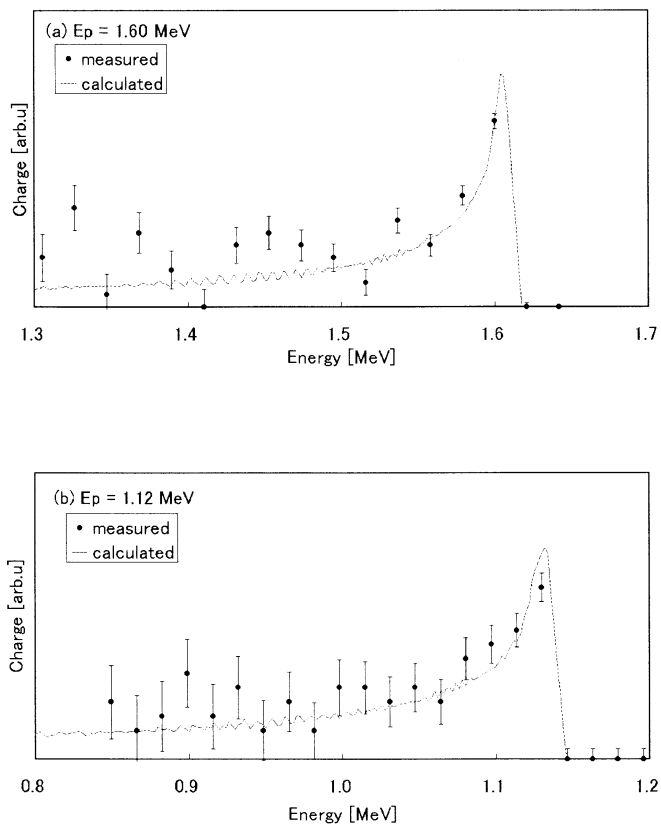 (a) Ep = 1.60 MeV
measured
calculated
Charge [arb.u]
1.3 1.4 1.5 1.6 1.7
Energy [MeV]
(b) Ep = 1.12 MeV
measured
calculated
Charge [arb.u]
0.8 0.9 1.0 1.1 1.2
Energy [MeV]